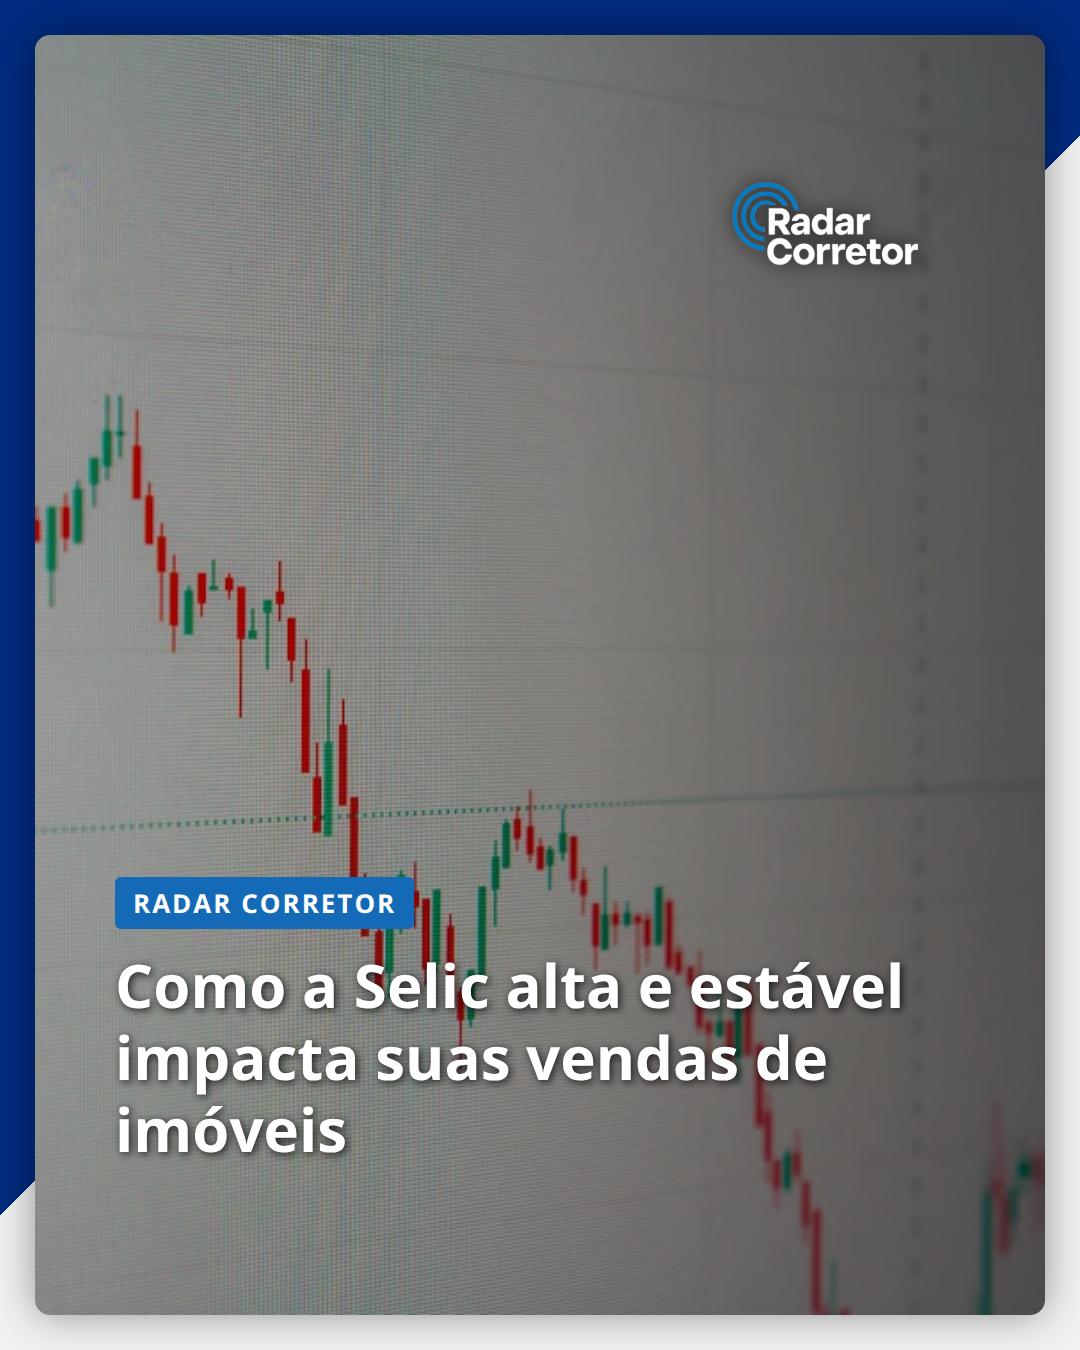 Radar
Corretor
RADAR CORRETOR
Como a Selic alta e estável
impacta suas vendas de
imóveis